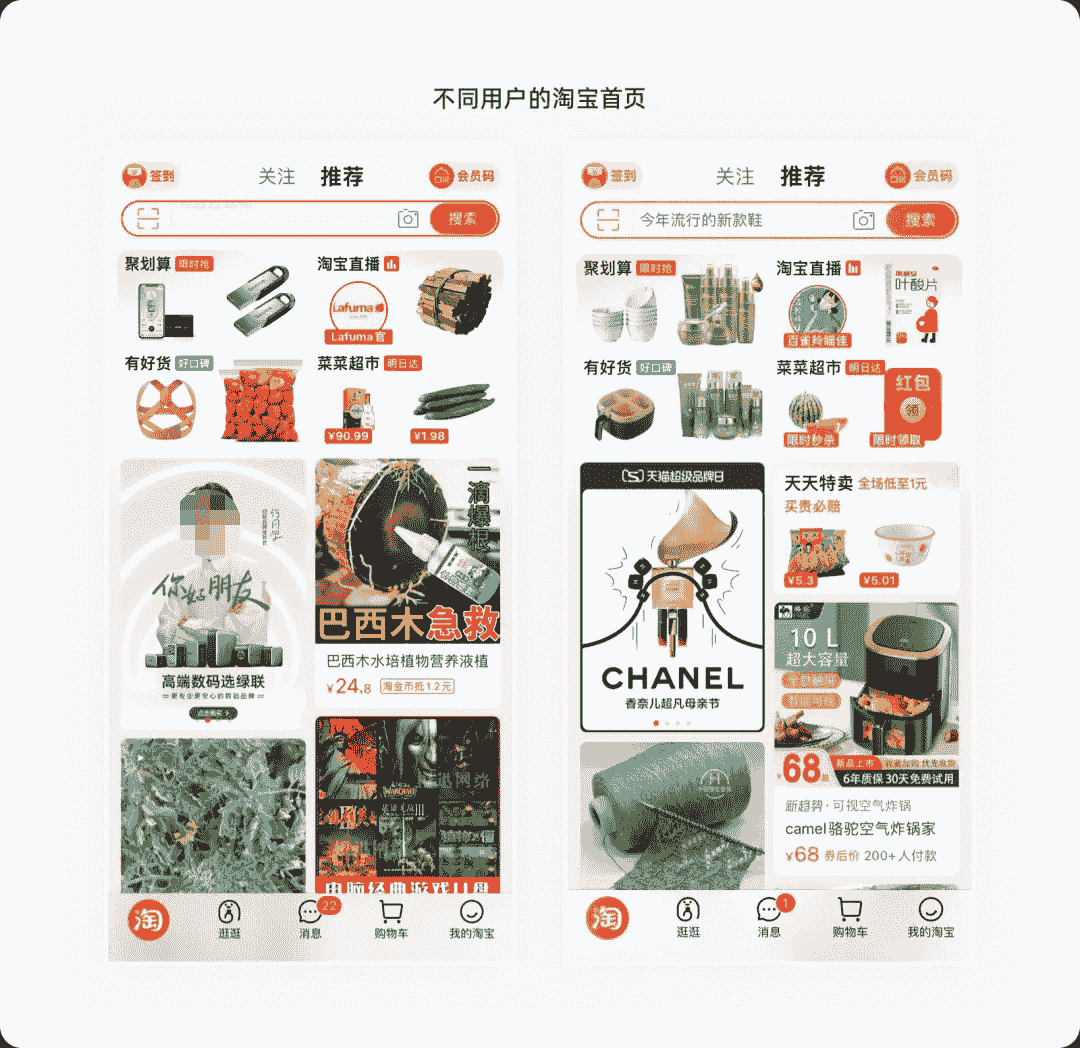 不同用户的淘宝首页
签到
关注
推荐
会员码
搜索
聚划算 限时抢
淘宝直播
Lafuma
Lafuma 官
有好货 好口碑
菜菜超市 明日达
¥90.99
¥1.98
你好朋友
高端数码选绿联
一滴爆根
巴西木急救
巴西木水培植物营养液植
¥24.8 淘金币抵1.2元
WARCRAFT
电脑经典游戏U盘
淘
逛逛
22
消息
购物车
我的淘宝
签到
关注
推荐
会员码
今年流行的新款鞋
搜索
聚划算 限时抢
淘宝直播
百雀羚喵佳
叶酸片
有好货 好口碑
菜菜超市 明日达
限时秒杀
红包
领
限时领取
天猫超级品牌日
CHANEL
香奈儿超凡母亲节
天天特卖 全场低至1元
买贵必赔
¥5.3
¥5.01
10 L
超大容量
¥68
新品上市
6年质保 30天免费试用
新趋势·可视空气炸锅
camel骆驼空气炸锅家
¥68 券后价 200+人付款
淘
逛逛
1
消息
购物车
我的淘宝